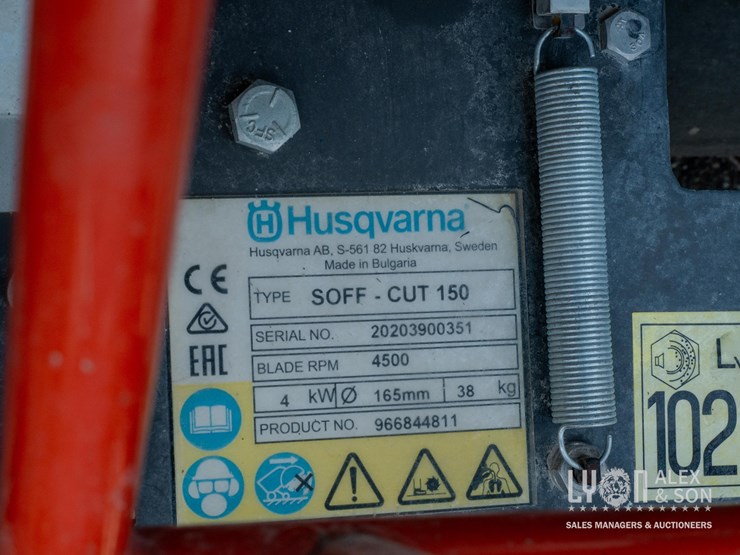 SFC
Husqvarna
Husqvarna AB, S-561 82 Huskvarna, Sweden
Made in Bulgaria
CE
TYPE SOFF - CUT 150
SERIAL NO. 20203900351
EAC
BLADE RPM 4500
4 kW Ø 165mm 38 kg
PRODUCT NO. 966844811
102
LYON ALEX & SON
SALES MANAGERS & AUCTIONEERS